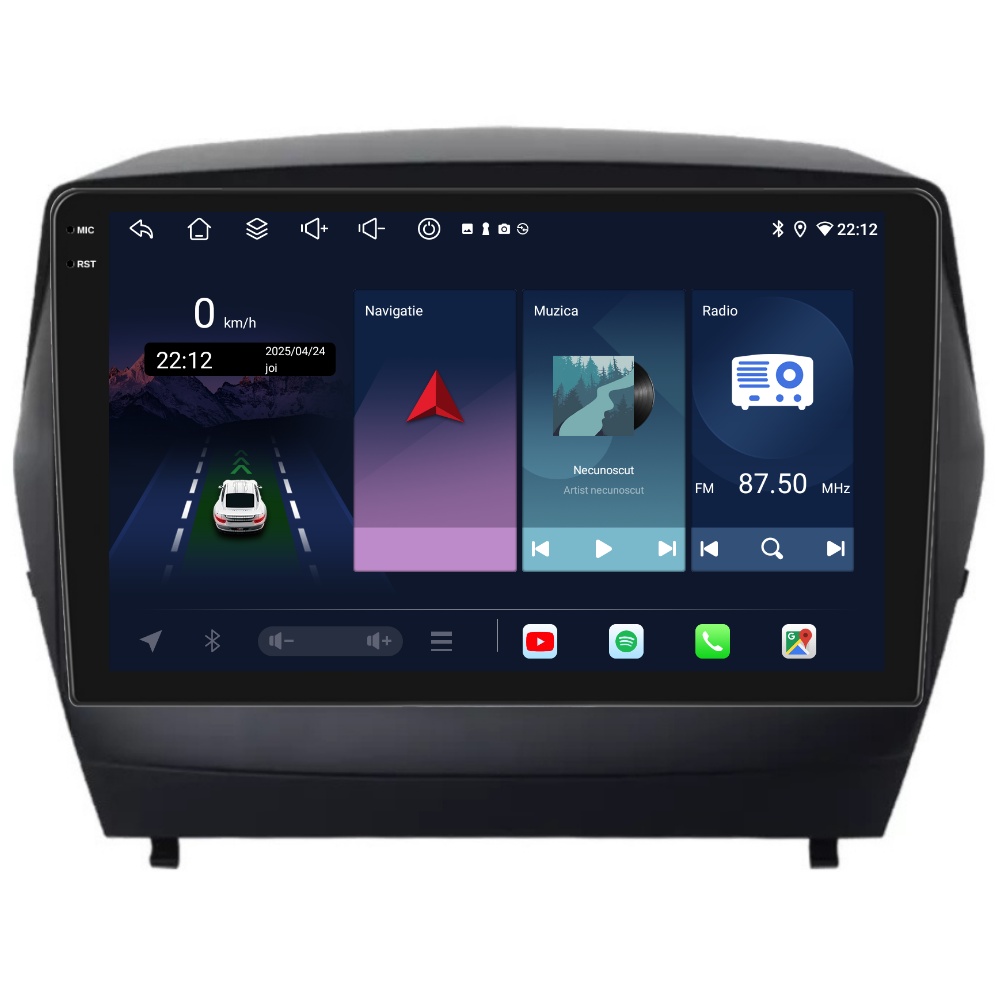 MIC
RST
22:12
0 km/h
22:12
2025/04/24
joi
Navigatie
Muzica
Necunoscut
Artist necunoscut
Radio
FM 87.50 MHz
G